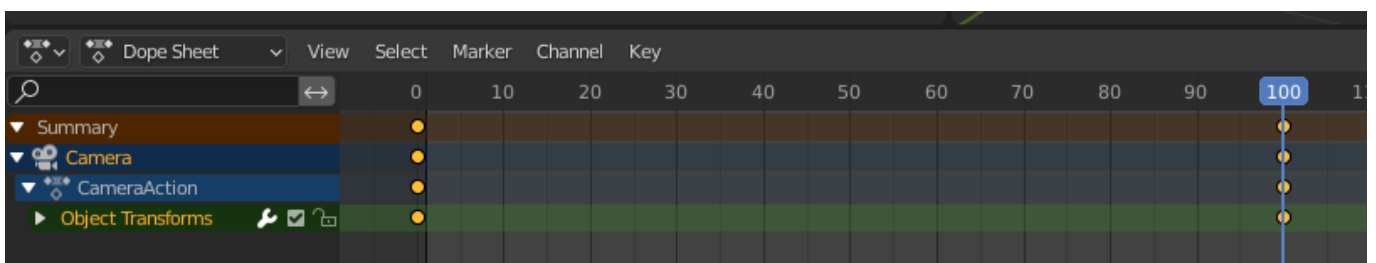 Dope Sheet View Select Marker Channel Key
0 10 20 30 40 50 60 70 80 90 100
Summary
Camera
CameraAction
Object Transforms